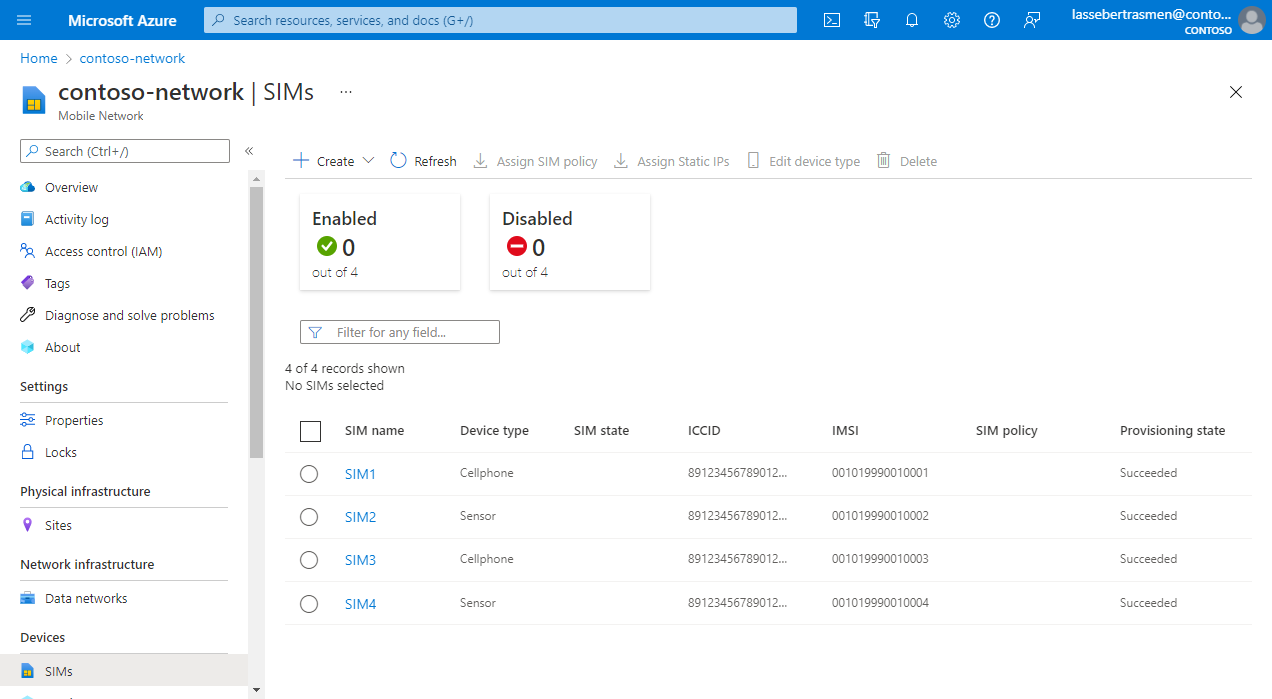 Microsoft Azure
Search resources, services, and docs (G+/)
lassebertrasmen@conto...
CONTOSO
Home > contoso-network
contoso-network | SIMs ...
Mobile Network
Search (Ctrl+/)
«
Overview
Activity log
Access control (IAM)
Tags
Diagnose and solve problems
About
Settings
Properties
Locks
Physical infrastructure
Sites
Network infrastructure
Data networks
Devices
SIMs
Create Refresh Assign SIM policy Assign Static IPs Edit device type Delete
Enabled
0
out of 4
Disabled
0
out of 4
Filter for any field...
4 of 4 records shown
No SIMs selected
SIM name Device type SIM state ICCID IMSI SIM policy Provisioning state
SIM1 Cellphone 89123456789012... 001019990010001 Succeeded
SIM2 Sensor 89123456789012... 001019990010002 Succeeded
SIM3 Cellphone 89123456789012... 001019990010003 Succeeded
SIM4 Sensor 89123456789012... 001019990010004 Succeeded